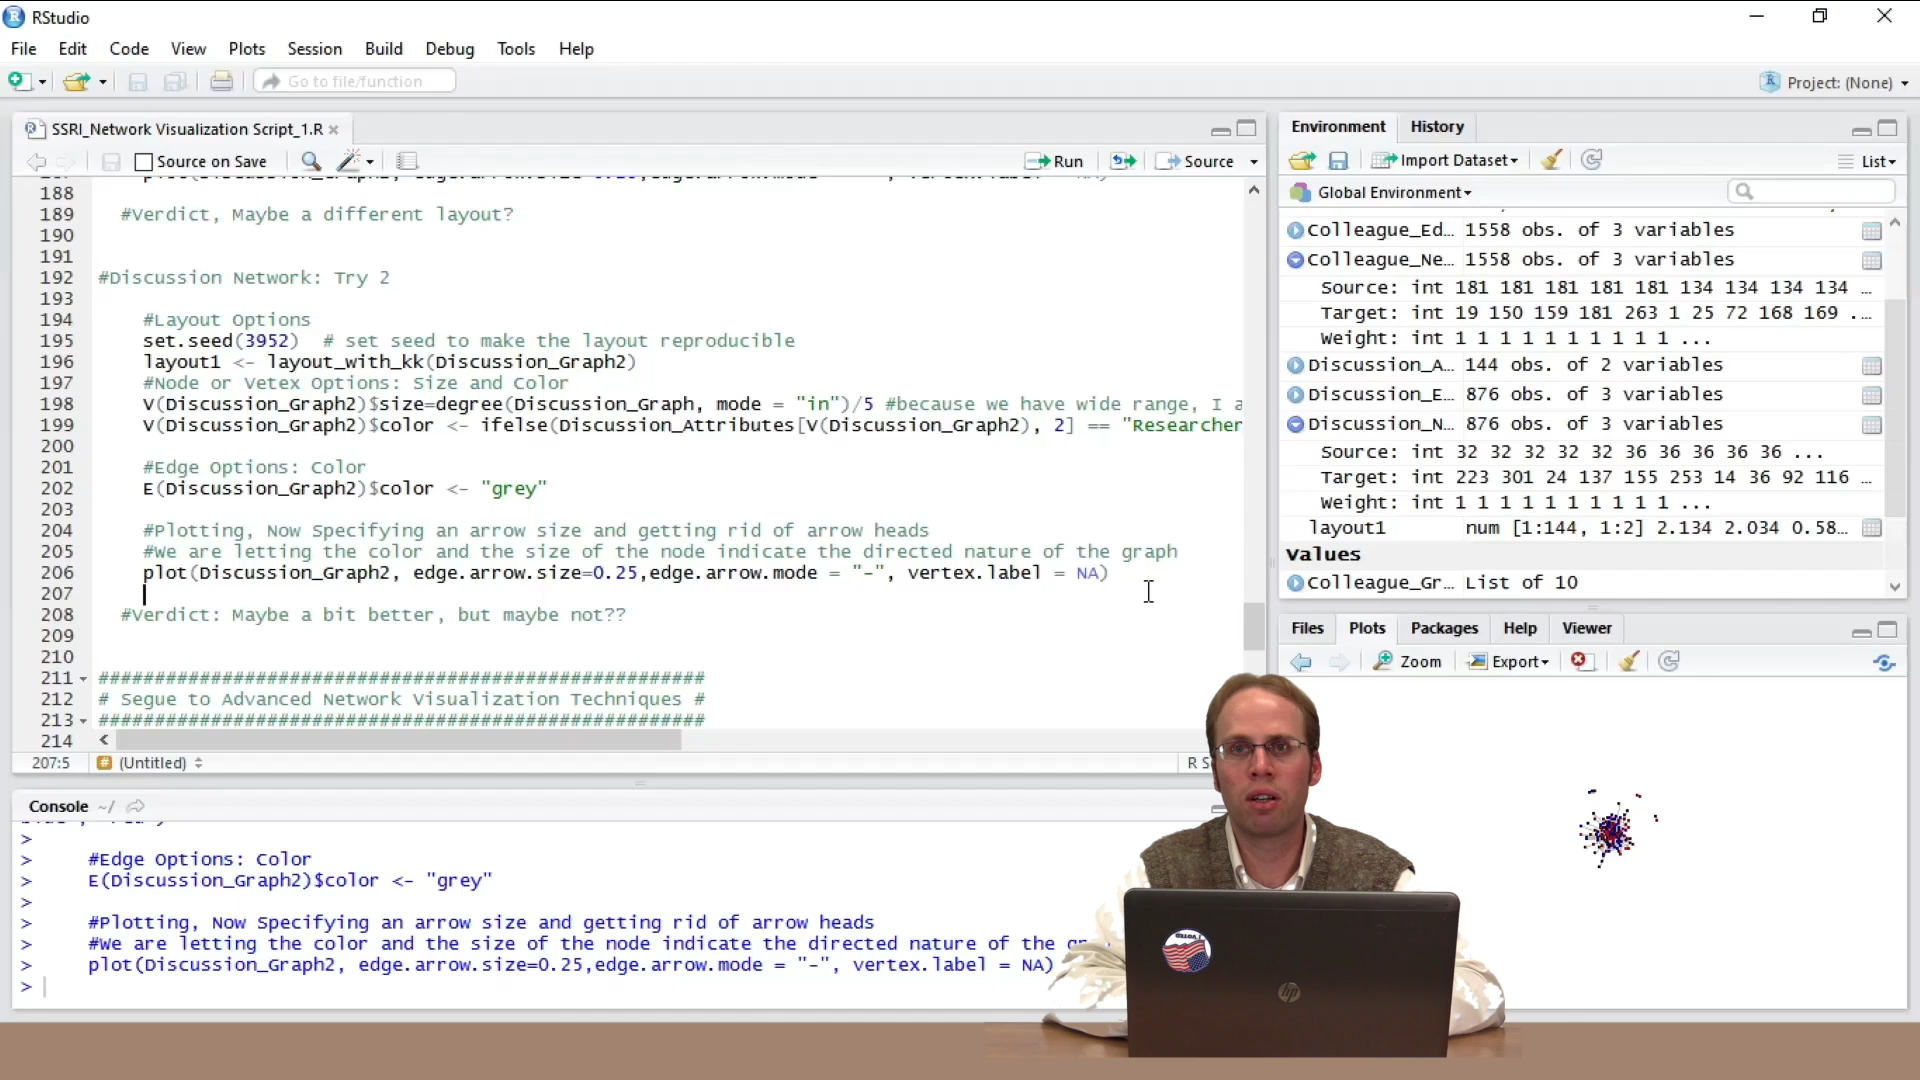 RStudio
File Edit Code View Plots Session Build Debug Tools Help
Go to file/function
Project: (None)
SSRI_Network Visualization Script_1.R
Source on Save
Run
Source
188
189 #Verdict, Maybe a different layout?
190
191
192 #Discussion Network: Try 2
193
194 #Layout Options
195 set.seed(3952)  # set seed to make the layout reproducible
196 layout1 <- layout_with_kk(Discussion_Graph2)
197 #Node or Vetex Options: Size and Color
198 V(Discussion_Graph2)$size=degree(Discussion_Graph, mode = "in")/5 #because we have wide range, I a
199 V(Discussion_Graph2)$color <- ifelse(Discussion_Attributes[V(Discussion_Graph2), 2] == "Researcher
200
201 #Edge Options: Color
202 E(Discussion_Graph2)$color <- "grey"
203
204 #Plotting, Now Specifying an arrow size and getting rid of arrow heads
205 #We are letting the color and the size of the node indicate the directed nature of the graph
206 plot(Discussion_Graph2, edge.arrow.size=0.25,edge.arrow.mode = "-", vertex.label = NA)
207
208 #Verdict: Maybe a bit better, but maybe not??
209
210
211 ######################################################
212 # Segue to Advanced Network Visualization Techniques #
213 ######################################################
214
207:5 (Untitled) R S
Console ~/
>
> #Edge Options: Color
> E(Discussion_Graph2)$color <- "grey"
>
> #Plotting, Now Specifying an arrow size and getting rid of arrow heads
> #We are letting the color and the size of the node indicate the directed nature of the gr
> plot(Discussion_Graph2, edge.arrow.size=0.25,edge.arrow.mode = "-", vertex.label = NA)
>
Environment History
Import Dataset
List
Global Environment
Colleague_Ed… 1558 obs. of 3 variables
Colleague_Ne… 1558 obs. of 3 variables
Source: int 181 181 181 181 181 134 134 134 134 …
Target: int 19 150 159 181 263 1 25 72 168 169 .…
Weight: int 1 1 1 1 1 1 1 1 1 1 ...
Discussion_A… 144 obs. of 2 variables
Discussion_E… 876 obs. of 3 variables
Discussion_N… 876 obs. of 3 variables
Source: int 32 32 32 32 32 36 36 36 36 36 ...
Target: int 223 301 24 137 155 253 14 36 92 116 …
Weight: int 1 1 1 1 1 1 1 1 1 1 ...
layout1 num [1:144, 1:2] 2.134 2.034 0.58…
Values
Colleague_Gr… List of 10
Files Plots Packages Help Viewer
Zoom Export
I VOTED
hp